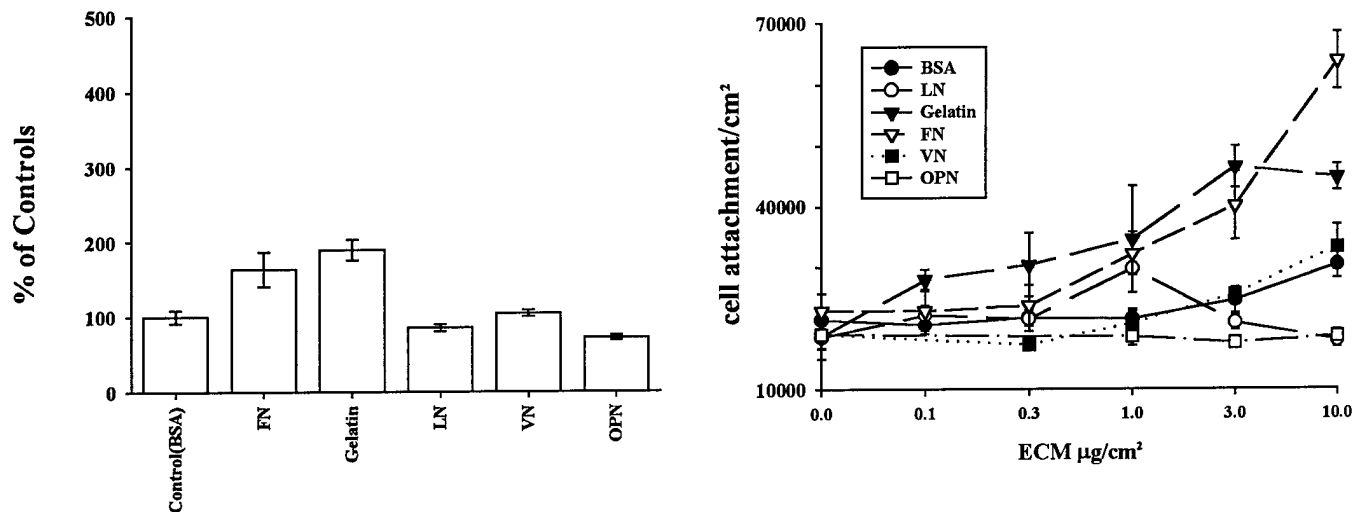 % of Controls
500
400
300
200
100
0
Control(BSA)
FN
Gelatin
LN
VN
OPN
cell attachment/cm²
70000
40000
10000
BSA
LN
Gelatin
FN
VN
OPN
0.0
0.1
0.3
1.0
3.0
10.0
ECM µg/cm²